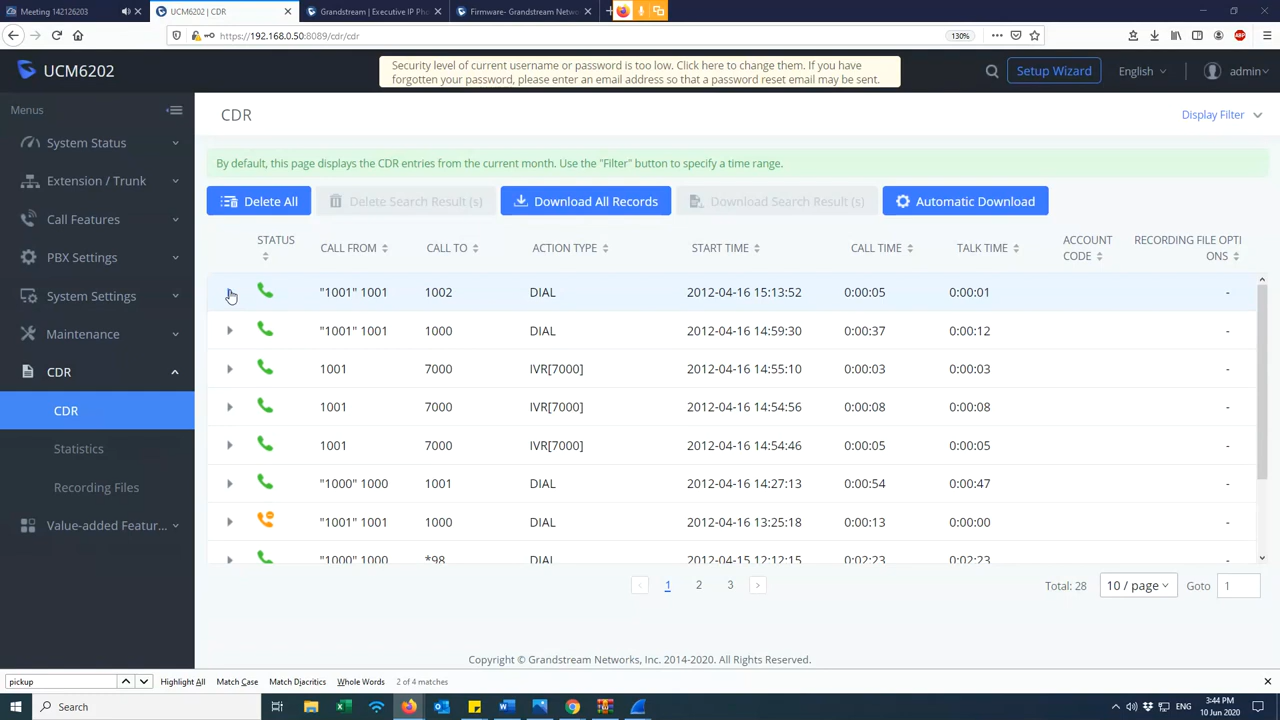 Meeting 142126203
UCM6202 | CDR
Grandstream | Executive IP Pho
Firmware- Grandstream Netwo
https://192.168.0.50:8089/cdr/cdr
130%
ABP
UCM6202
Security level of current username or password is too low. Click here to change them. If you have
forgotten your password, please enter an email address so that a password reset email may be sent.
Setup Wizard
English
admin
Menus
System Status
Extension / Trunk
Call Features
PBX Settings
System Settings
Maintenance
CDR
CDR
Statistics
Recording Files
Value-added Featur...
CDR
Display Filter
By default, this page displays the CDR entries from the current month. Use the "Filter" button to specify a time range.
Delete All
Delete Search Result (s)
Download All Records
Download Search Result (s)
Automatic Download
STATUS CALL FROM CALL TO ACTION TYPE START TIME CALL TIME TALK TIME ACCOUNT CODE RECORDING FILE OPTI ONS
"1001" 1001 1002 DIAL 2012-04-16 15:13:52 0:00:05 0:00:01 -
"1001" 1001 1000 DIAL 2012-04-16 14:59:30 0:00:37 0:00:12 -
1001 7000 IVR[7000] 2012-04-16 14:55:10 0:00:03 0:00:03 -
1001 7000 IVR[7000] 2012-04-16 14:54:56 0:00:08 0:00:08 -
1001 7000 IVR[7000] 2012-04-16 14:54:46 0:00:05 0:00:05 -
"1000" 1000 1001 DIAL 2012-04-16 14:27:13 0:00:54 0:00:47 -
"1001" 1001 1000 DIAL 2012-04-16 13:25:18 0:00:13 0:00:00 -
"1000" 1000 *98 DIAL 2012-04-15 12:12:15 0:02:23 0:02:23 -
1 2 3
Total: 28
10 / page
Goto
1
Copyright © Grandstream Networks, Inc. 2014-2020. All Rights Reserved.
pickup
Highlight All
Match Case
Match Diacritics
Whole Words
2 of 4 matches
Search
ENG
3:44 PM
10 Jun 2020